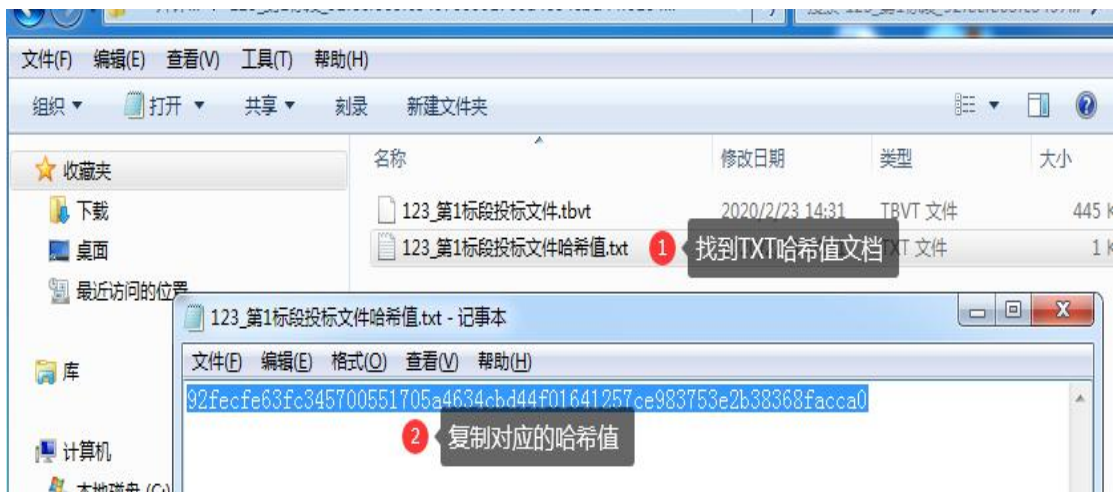 文件(F) 编辑(E) 查看(V) 工具(T) 帮助(H)
组织 打开 共享 刻录 新建文件夹
收藏夹
下载
桌面
最近访问的位置
库
计算机
名称 修改日期 类型 大小
123_第1标段投标文件.tbvt 2020/2/23 14:31 TBVT 文件 445 K
123_第1标段投标文件哈希值.txt 1 找到TXT哈希值文档 TXT 文件 1 K
123_第1标段投标文件哈希值.txt - 记事本
文件(F) 编辑(E) 格式(O) 查看(V) 帮助(H)
92fecfe63fc345700551705a4634cbd44f01641257ce983753e2b38368facca0
2 复制对应的哈希值